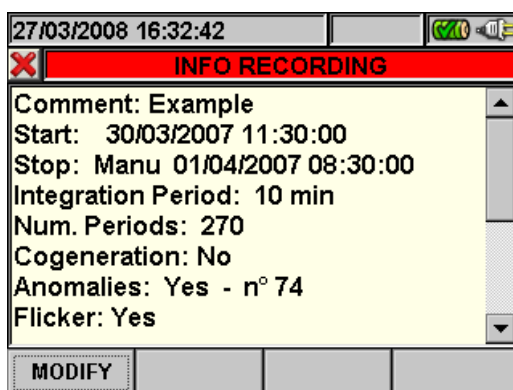 27/03/2008 16:32:42
INFO RECORDING
Comment: Example
Start: 30/03/2007 11:30:00
Stop: Manu 01/04/2007 08:30:00
Integration Period: 10 min
Num. Periods: 270
Cogeneration: No
Anomalies: Yes - n° 74
Flicker: Yes
MODIFY